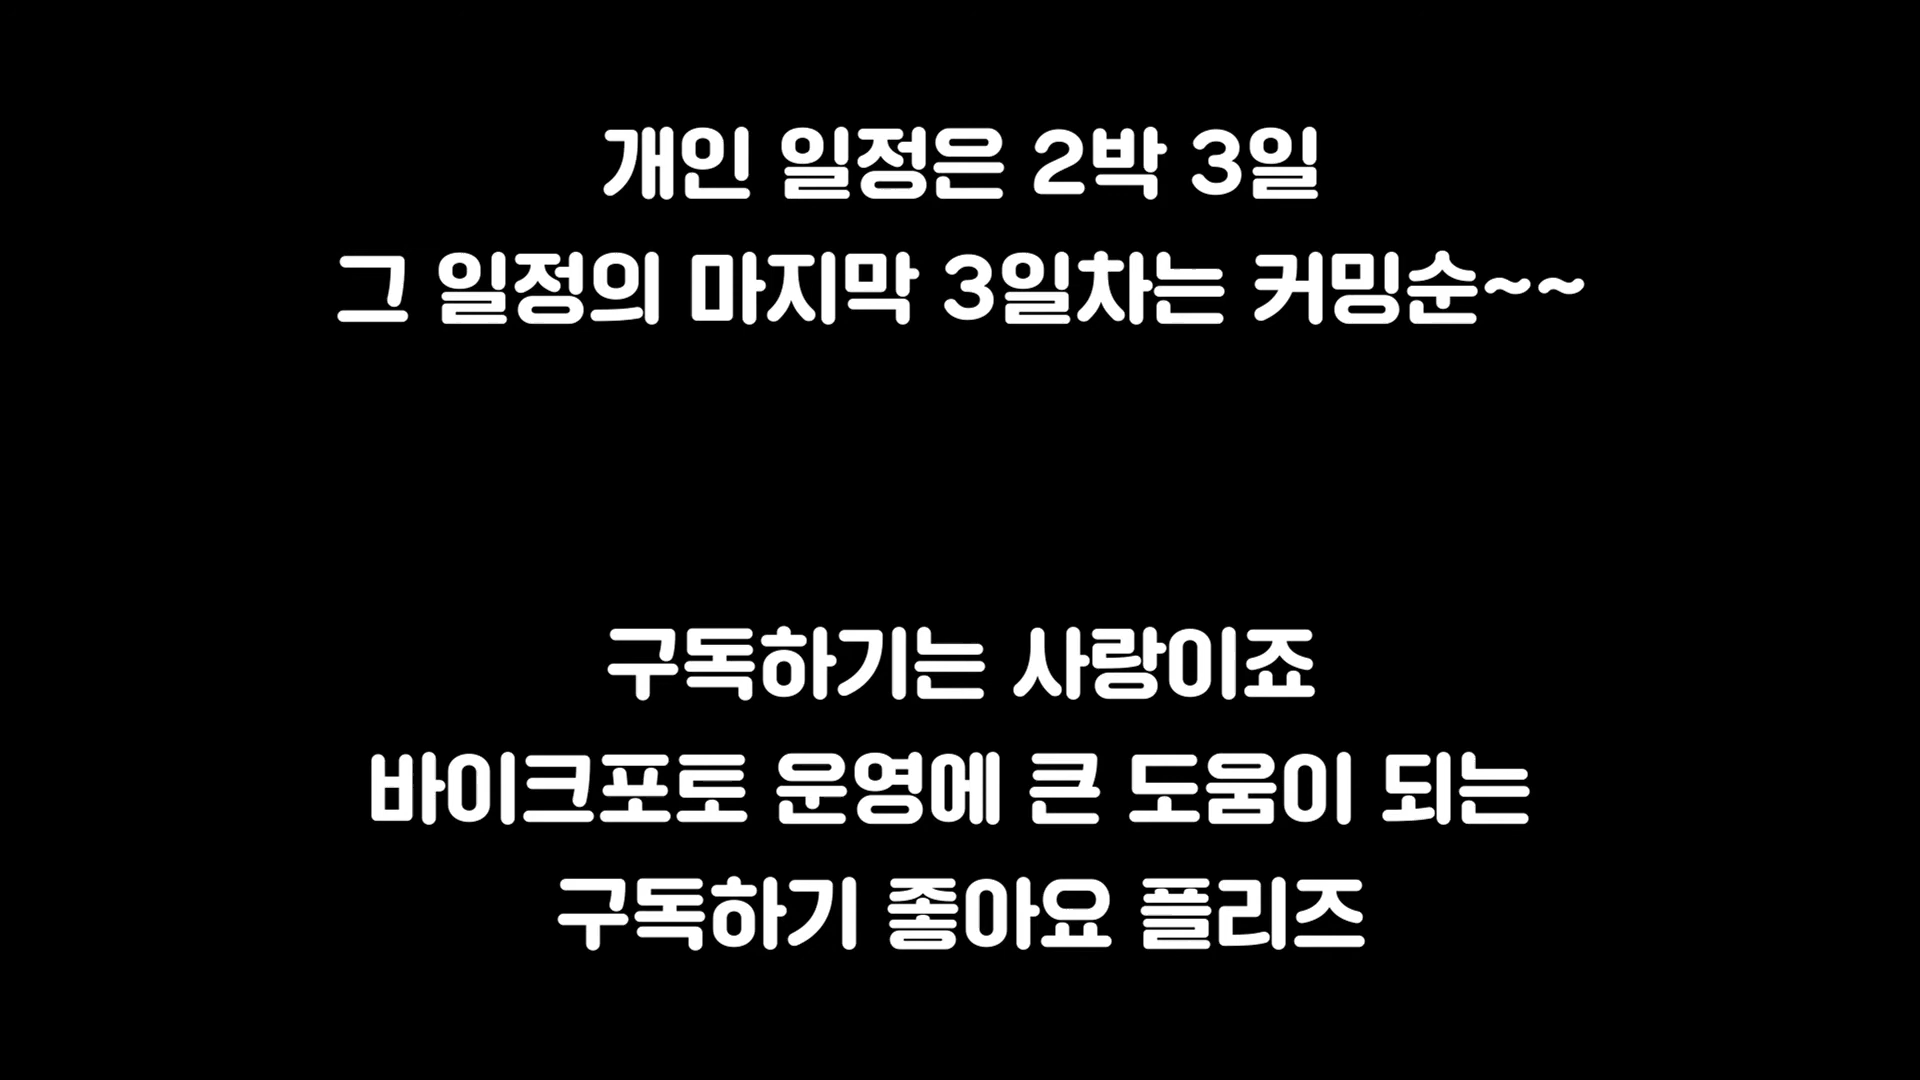 개인 일정은 2박 3일
그 일정의 마지막 3일차는 커밍순~~
구독하기는 사랑이죠
바이크포토 운영에 큰 도움이 되는
구독하기 좋아요 플리즈